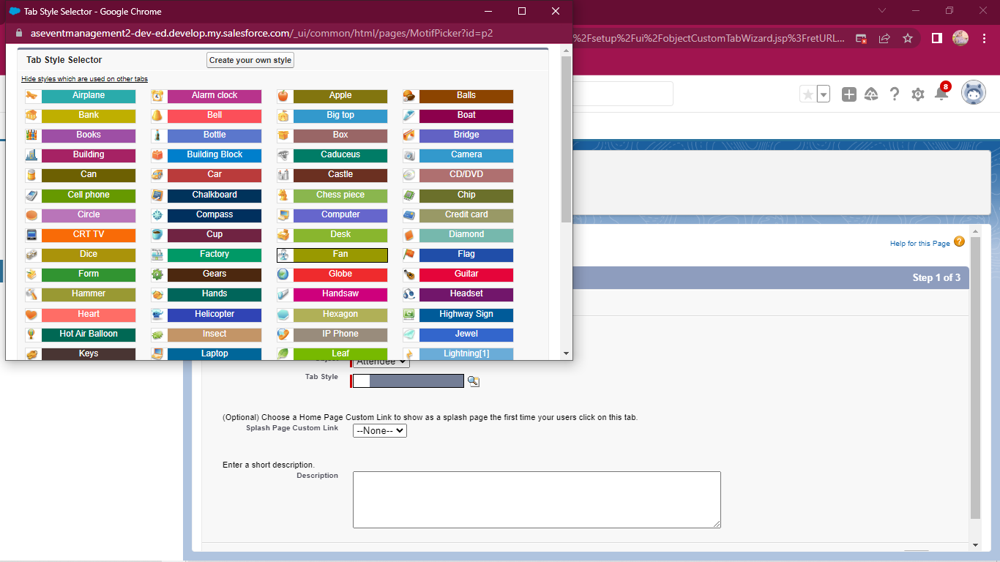 Tab Style Selector - Google Chrome
aseventmanagement2-dev-ed.develop.my.salesforce.com/_ui/common/html/pages/MotifPicker?id=p2
%2Fsetup%2Fui%2FobjectCustomTabWizard.jsp%3FretURL...
Tab Style Selector
Create your own style
Hide styles which are used on other tabs
8
Airplane Alarm clock Apple Balls
Bank Bell Big top Boat
Books Bottle Box Bridge
Building Building Block Caduceus Camera
Can Car Castle CD/DVD
Cell phone Chalkboard Chess piece Chip
Circle Compass Computer Credit card
CRT TV Cup Desk Diamond
Dice Factory Fan Flag
Form Gears Globe Guitar
Hammer Hands Handsaw Headset
Heart Helicopter Hexagon Highway Sign
Hot Air Balloon Insect IP Phone Jewel
Keys Laptop Leaf Lightning[1]
Help for this Page ?
Step 1 of 3
Attendee
Tab Style
(Optional) Choose a Home Page Custom Link to show as a splash page the first time your users click on this tab.
Splash Page Custom Link --None--
Enter a short description.
Description